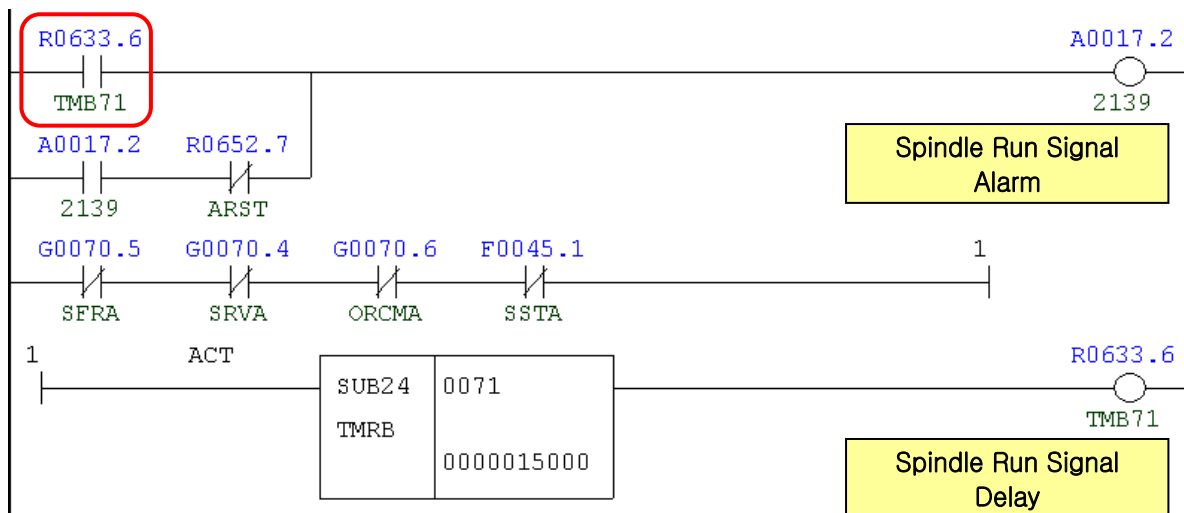 R0633.6 A0017.2
TMB71 2139
A0017.2 R0652.7
2139 ARST
Spindle Run Signal
Alarm
G0070.5 G0070.4 G0070.6 F0045.1 1
SFRA SRVA ORCMA SSTA
1 ACT R0633.6
SUB24 0071
TMRB TMB71
0000015000
Spindle Run Signal
Delay